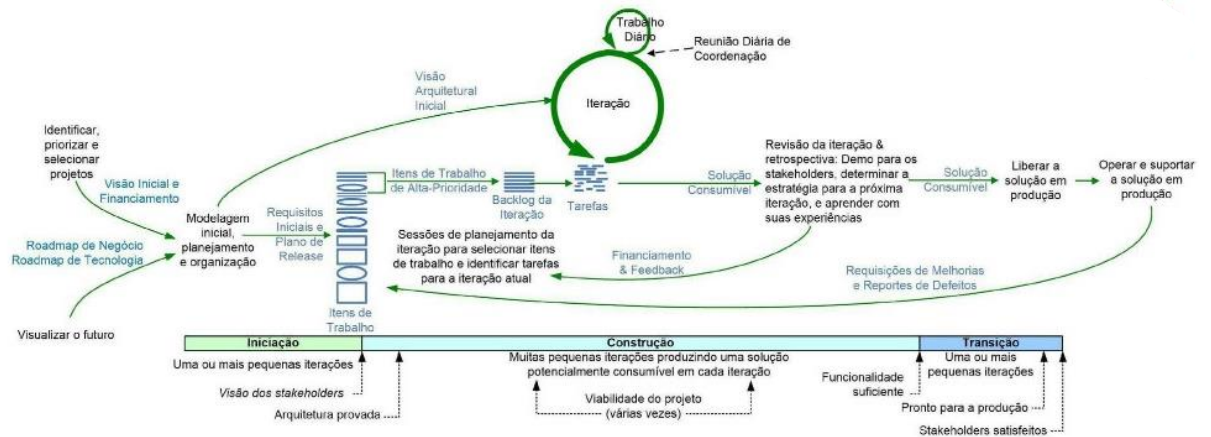 Trabalho
Diário
Reunião Diária de
Coordenação
Iteração
Visão
Arquitetural
Inicial
Identificar,
priorizar e
selecionar
projetos
Visão Inicial e
Financiamento
Roadmap de Negócio
Roadmap de Tecnologia
Visualizar o futuro
Modelagem
inicial,
planejamento
e organização
Requisitos
Iniciais e
Plano de
Release
Itens de
Trabalho
Itens de Trabalho
de Alta-Prioridade
Backlog da
Iteração
Tarefas
Solução
Consumível
Revisão da iteração &
retrospectiva: Demo para os
stakeholders, determinar a
estratégia para a próxima
iteração, e aprender com
suas experiências
Solução
Consumível
Liberar a
solução em
produção
Operar e suportar
a solução em
produção
Sessões de planejamento da
iteração para selecionar itens
de trabalho e identificar tarefas
para a iteração atual
Financiamento
& Feedback
Requisições de Melhorias
e Reportes de Defeitos
Iniciação
Construção
Transição
Uma ou mais pequenas iterações
Muitas pequenas iterações produzindo uma solução
potencialmente consumível em cada iteração
Uma ou mais
pequenas iterações
Visão dos stakeholders
Arquitetura provada
Viabilidade do projeto
(várias vezes)
Funcionalidade
suficiente
Pronto para a produção
Stakeholders satisfeitos